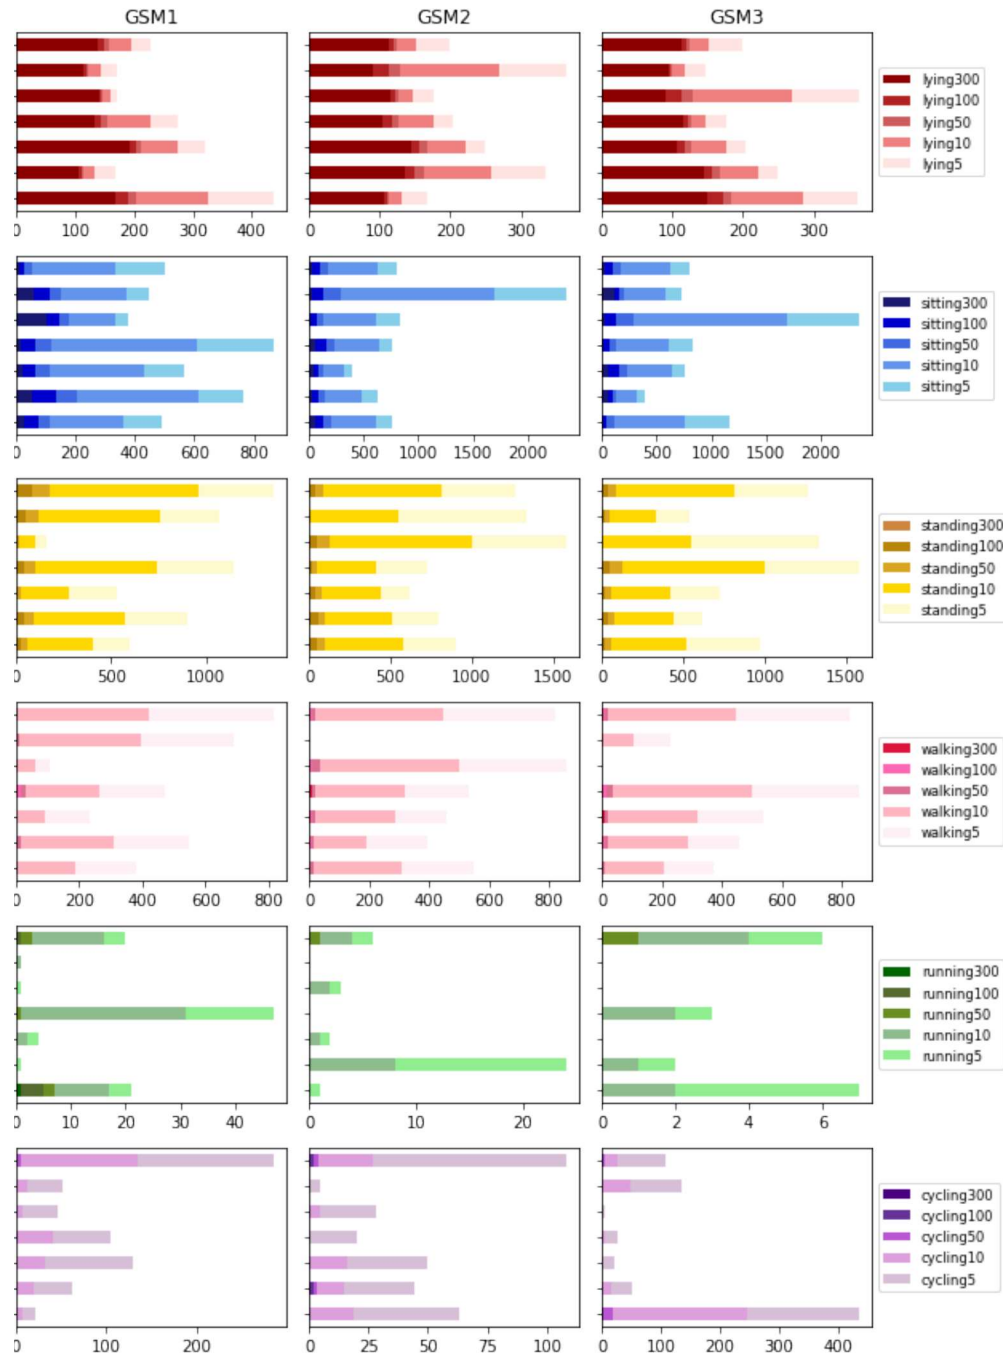 GSM1 GSM2 GSM3
lying300
lying100
lying50
lying10
lying5
0 100 200 300 400 0 100 200 300 0 100 200 300
sitting300
sitting100
sitting50
sitting10
sitting5
0 200 400 600 800 0 500 1000 1500 2000 0 500 1000 1500 2000
standing300
standing100
standing50
standing10
standing5
0 500 1000 0 500 1000 1500 0 500 1000 1500
walking300
walking100
walking50
walking10
walking5
0 200 400 600 800 0 200 400 600 800 0 200 400 600 800
running300
running100
running50
running10
running5
0 10 20 30 40 0 10 20 0 2 4 6
cycling300
cycling100
cycling50
cycling10
cycling5
0 100 200 0 25 50 75 100 0 100 200 300 400